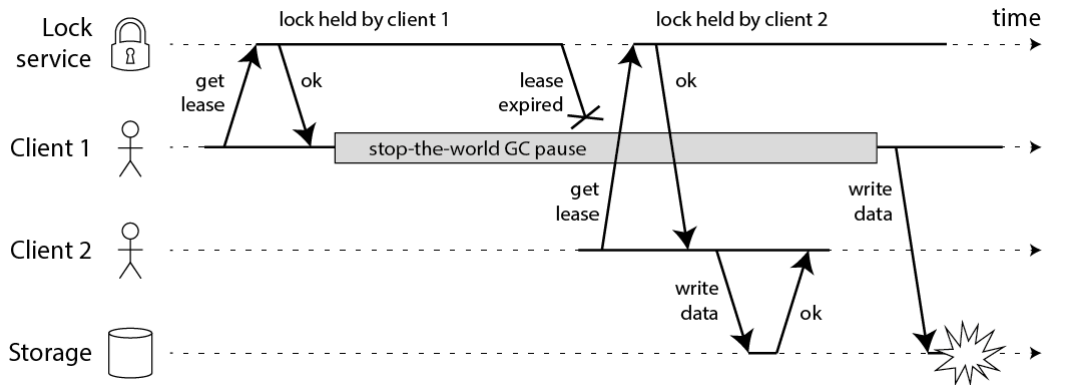 Lock
service
lock held by client 1
lock held by client 2
time
get
lease
ok
lease
expired
ok
Client 1
stop-the-world GC pause
get
lease
write
data
Client 2
write
data
ok
Storage